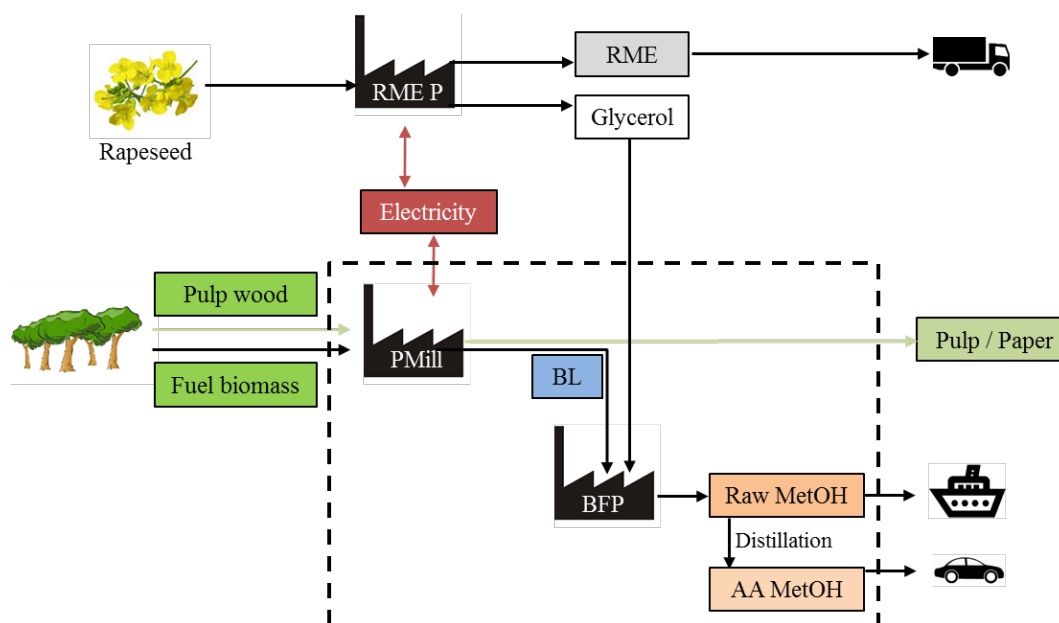 RME
RME P
Glycerol
Rapeseed
Electricity
Pulp wood
Pulp / Paper
PMill
BL
Fuel biomass
Raw MetOH
BFP
Distillation
AA MetOH